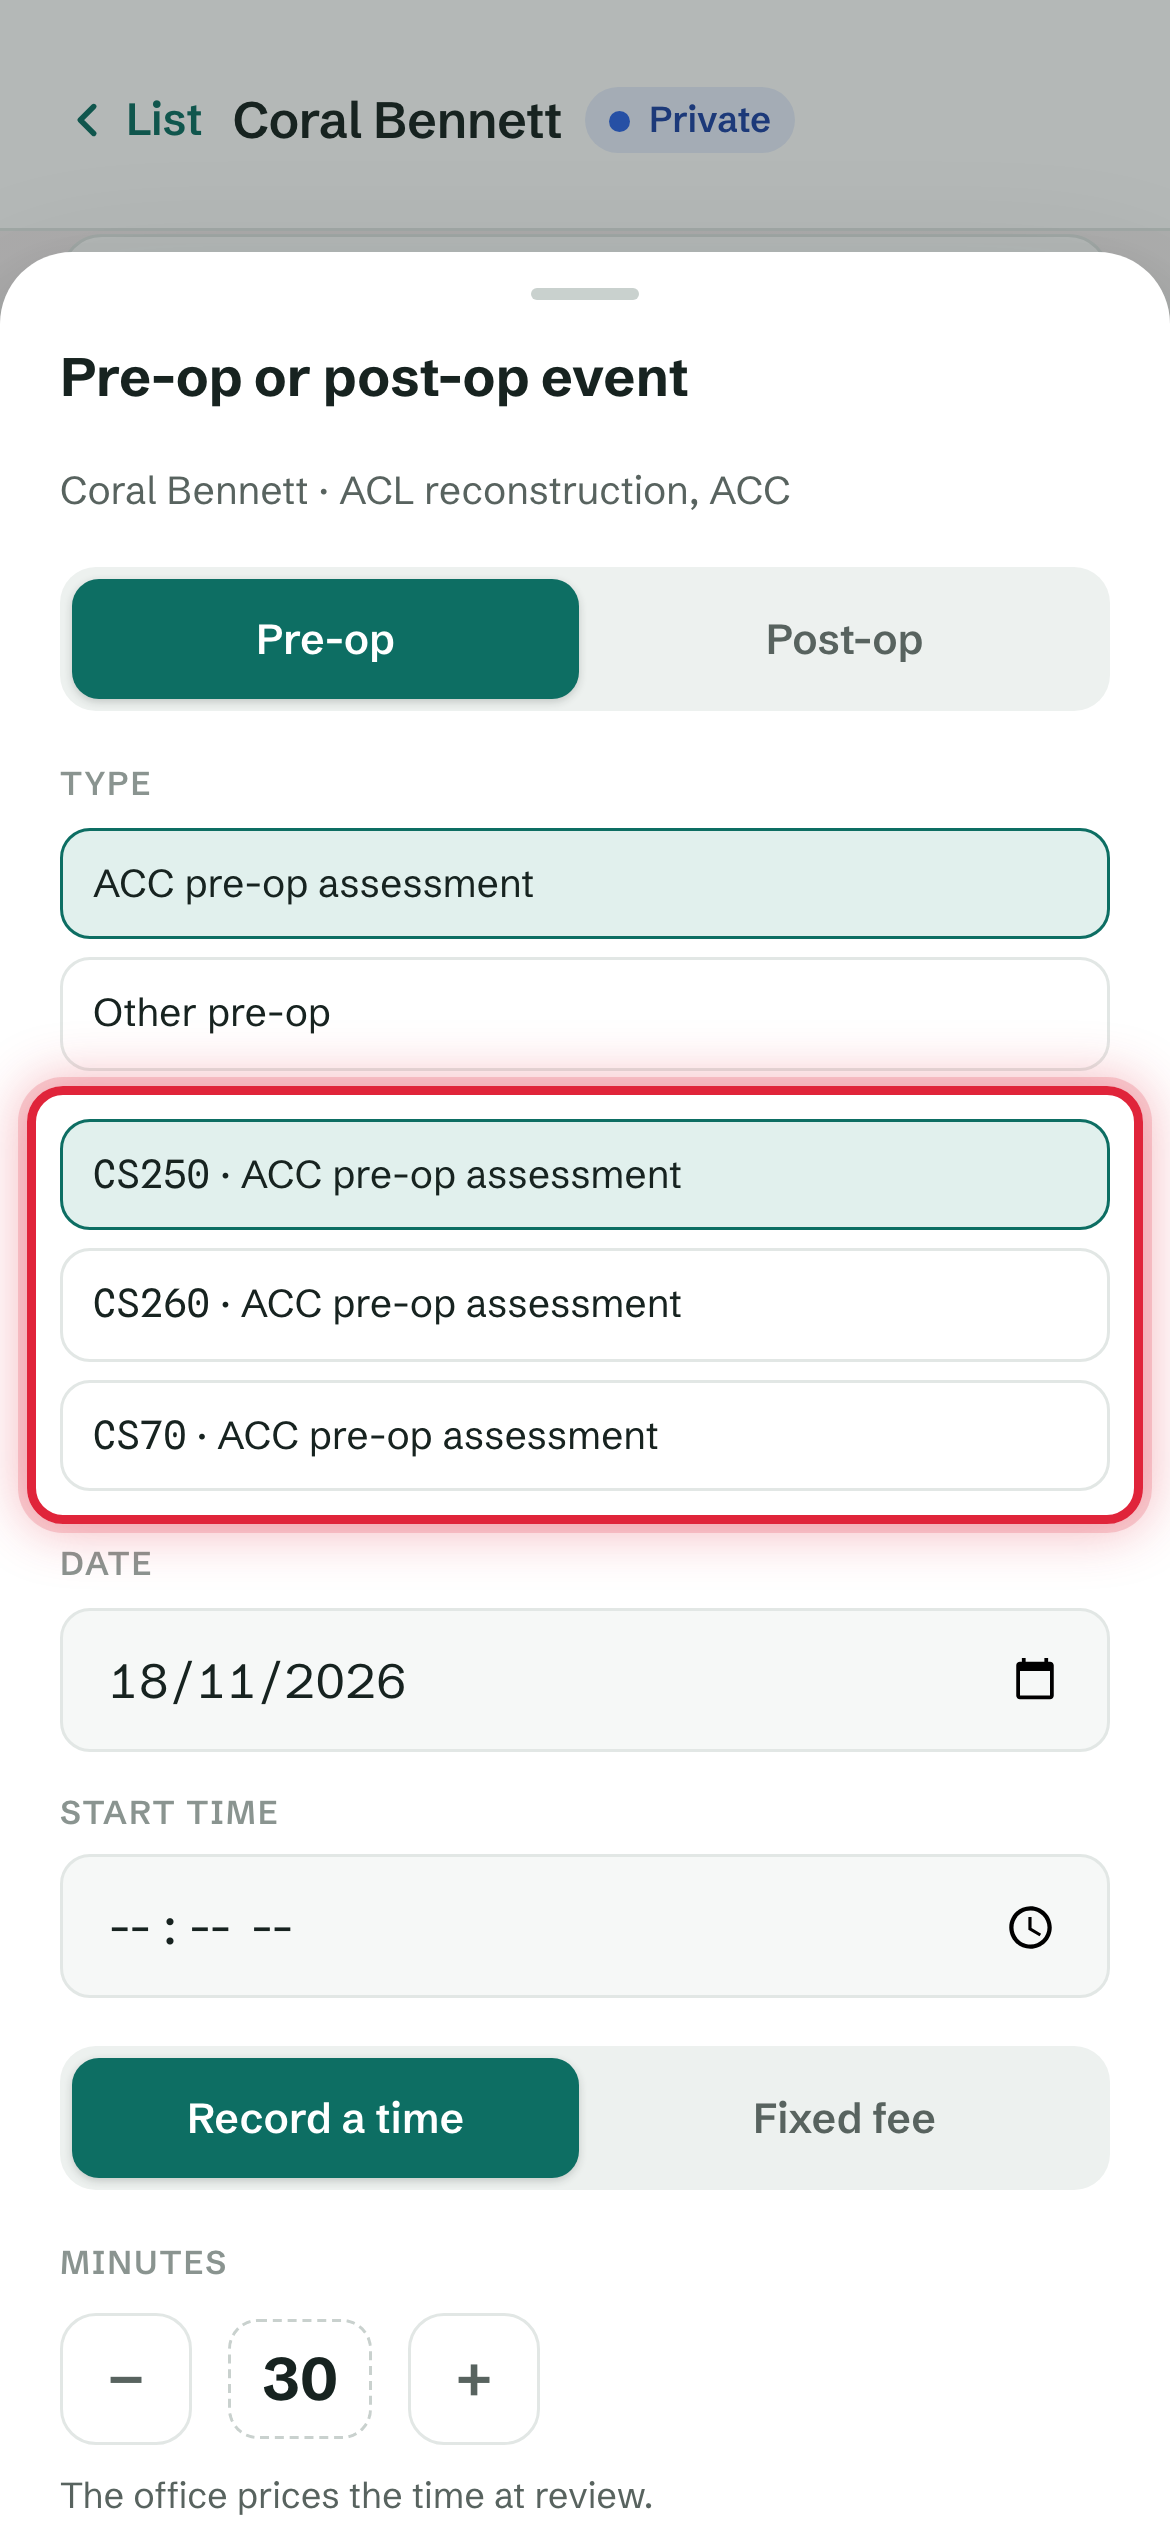 List Coral Bennett Private
Pre-op or post-op event
Coral Bennett · ACL reconstruction, ACC
Pre-op Post-op
TYPE
ACC pre-op assessment
Other pre-op
CS250 · ACC pre-op assessment
CS260 · ACC pre-op assessment
CS70 · ACC pre-op assessment
DATE
18/11/2026
START TIME
-- : -- --
Record a time Fixed fee
MINUTES
− 30 +
The office prices the time at review.